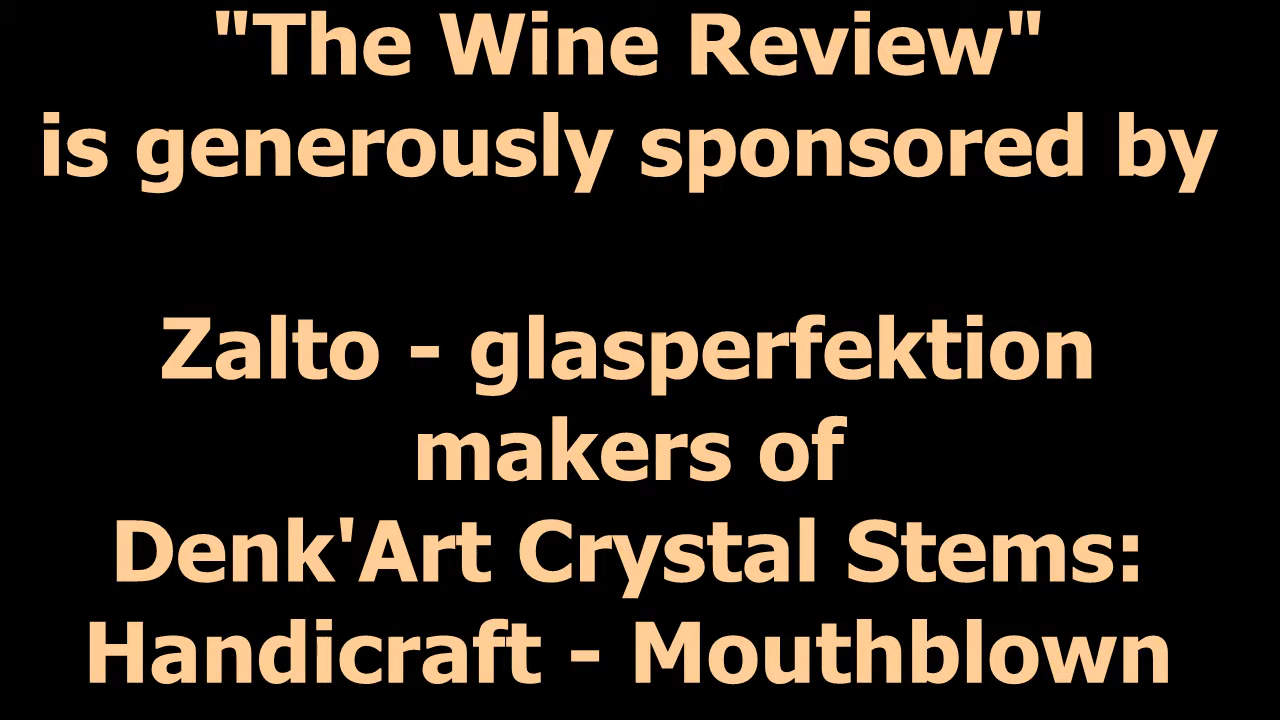 "The Wine Review"
is generously sponsored by
Zalto - glasperfektion
makers of
Denk'Art Crystal Stems:
Handicraft - Mouthblown